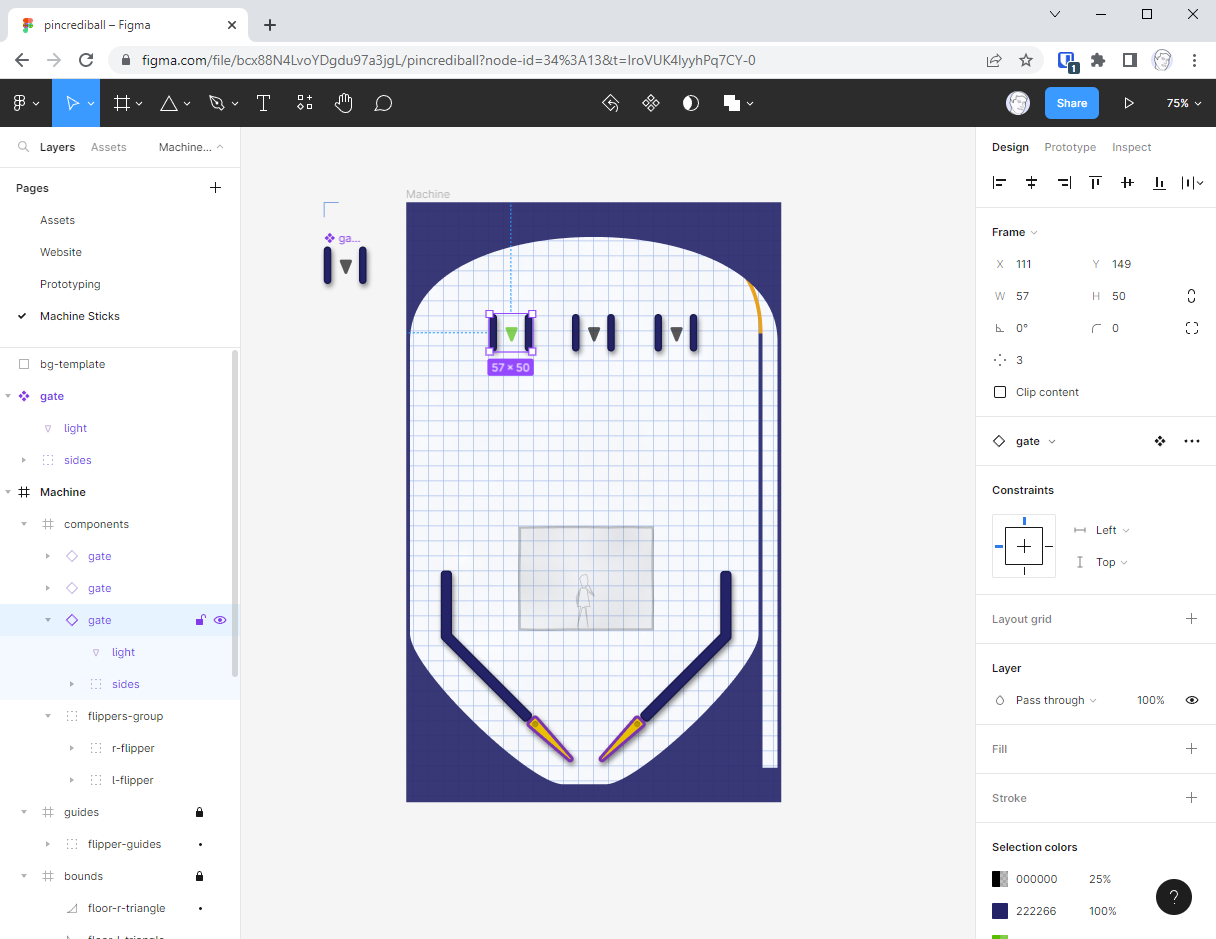 pincrediball – Figma
figma.com/file/bcx88N4LvoYDgdu97a3jgL/pincrediball?node-id=34%3A13&t=IroVUK4lyyhPq7CY-0
1
Share
75%
Layers Assets Machine...
Pages
Assets
Website
Prototyping
Machine Sticks
bg-template
gate
light
sides
Machine
components
gate
gate
gate
light
sides
flippers-group
r-flipper
l-flipper
guides
flipper-guides
bounds
floor-r-triangle
floor-l-triangle
Machine
ga...
57 × 50
Design Prototype Inspect
Frame
X 111 Y 149
W 57 H 50
0° 0
3
Clip content
gate
Constraints
Left
Top
Layout grid
Layer
Pass through 100%
Fill
Stroke
Selection colors
000000 25%
222266 100%
?